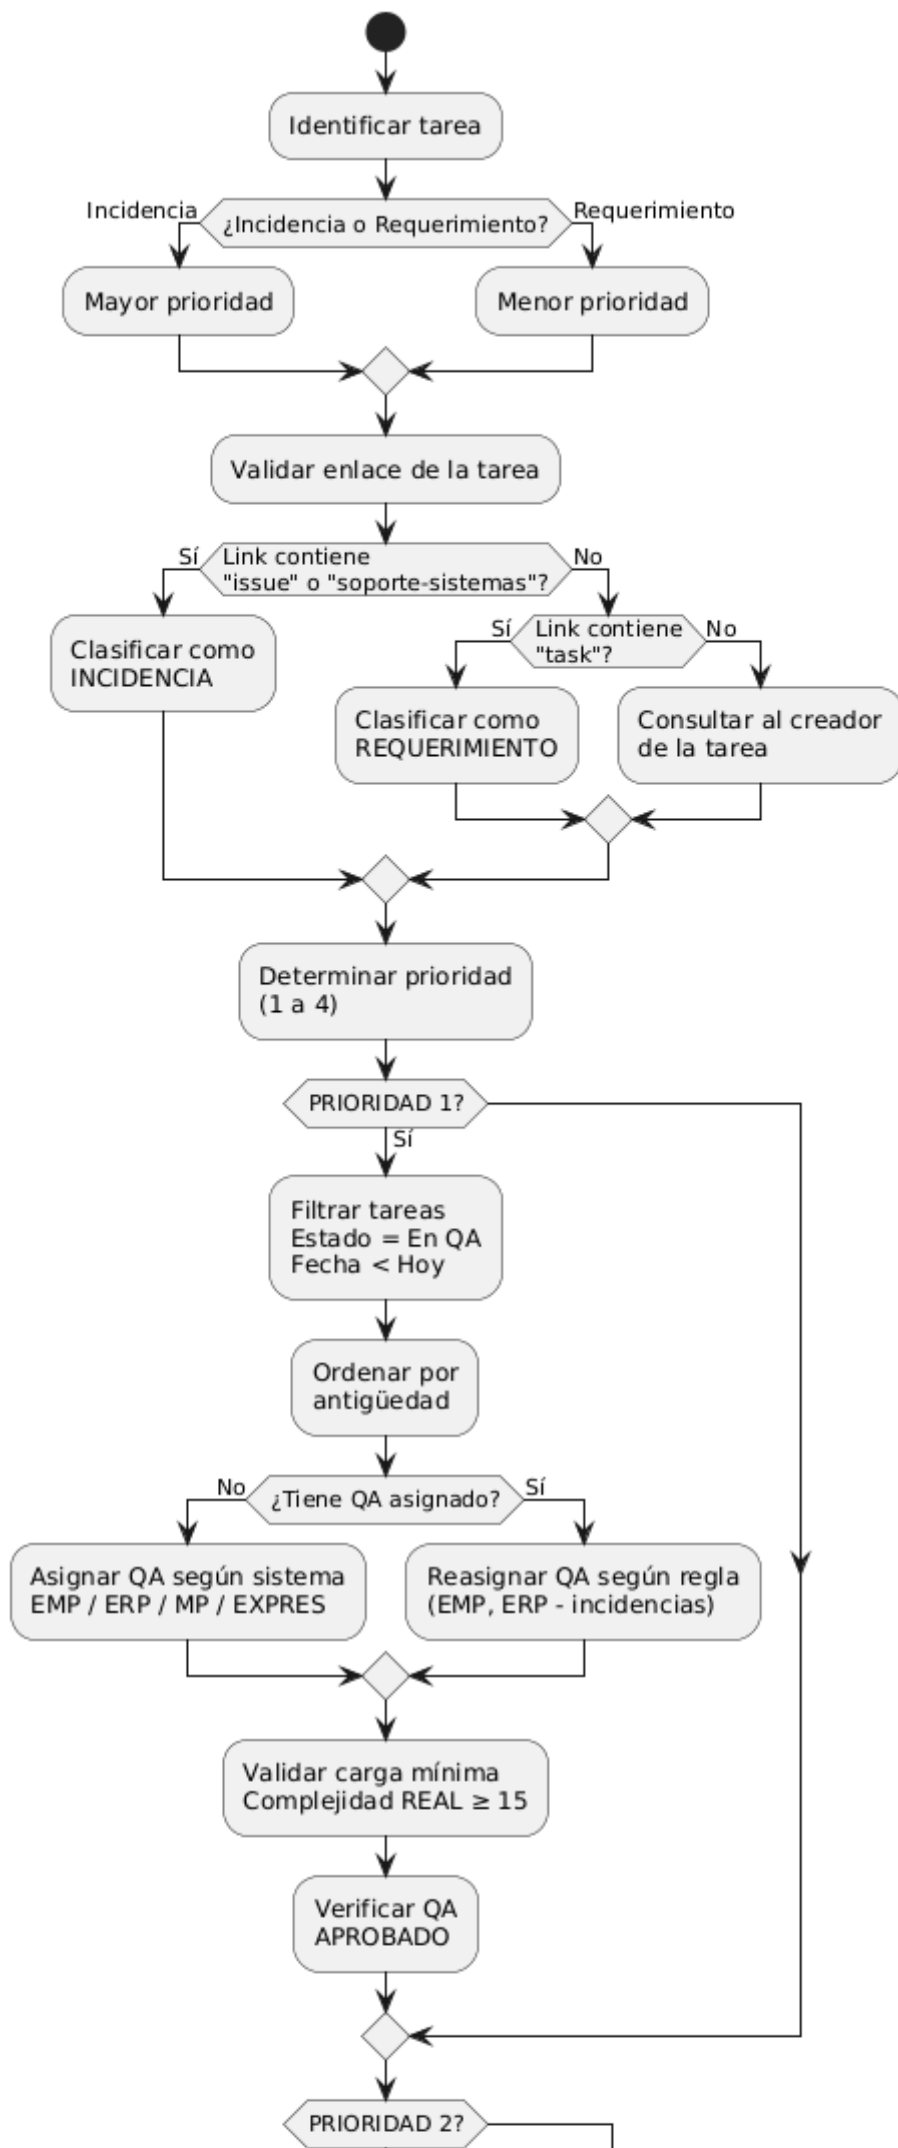 Identificar tarea
Incidencia
¿Incidencia o Requerimiento?
Requerimiento
Mayor prioridad
Menor prioridad
Validar enlace de la tarea
Sí
Link contiene
"issue" o "soporte-sistemas"?
No
Clasificar como
INCIDENCIA
Sí
Link contiene
"task"?
No
Clasificar como
REQUERIMIENTO
Consultar al creador
de la tarea
Determinar prioridad
(1 a 4)
PRIORIDAD 1?
Sí
Filtrar tareas
Estado = En QA
Fecha < Hoy
Ordenar por
antigüedad
No
¿Tiene QA asignado?
Sí
Asignar QA según sistema
EMP / ERP / MP / EXPRES
Reasignar QA según regla
(EMP, ERP - incidencias)
Validar carga mínima
Complejidad REAL ≥ 15
Verificar QA
APROBADO
PRIORIDAD 2?